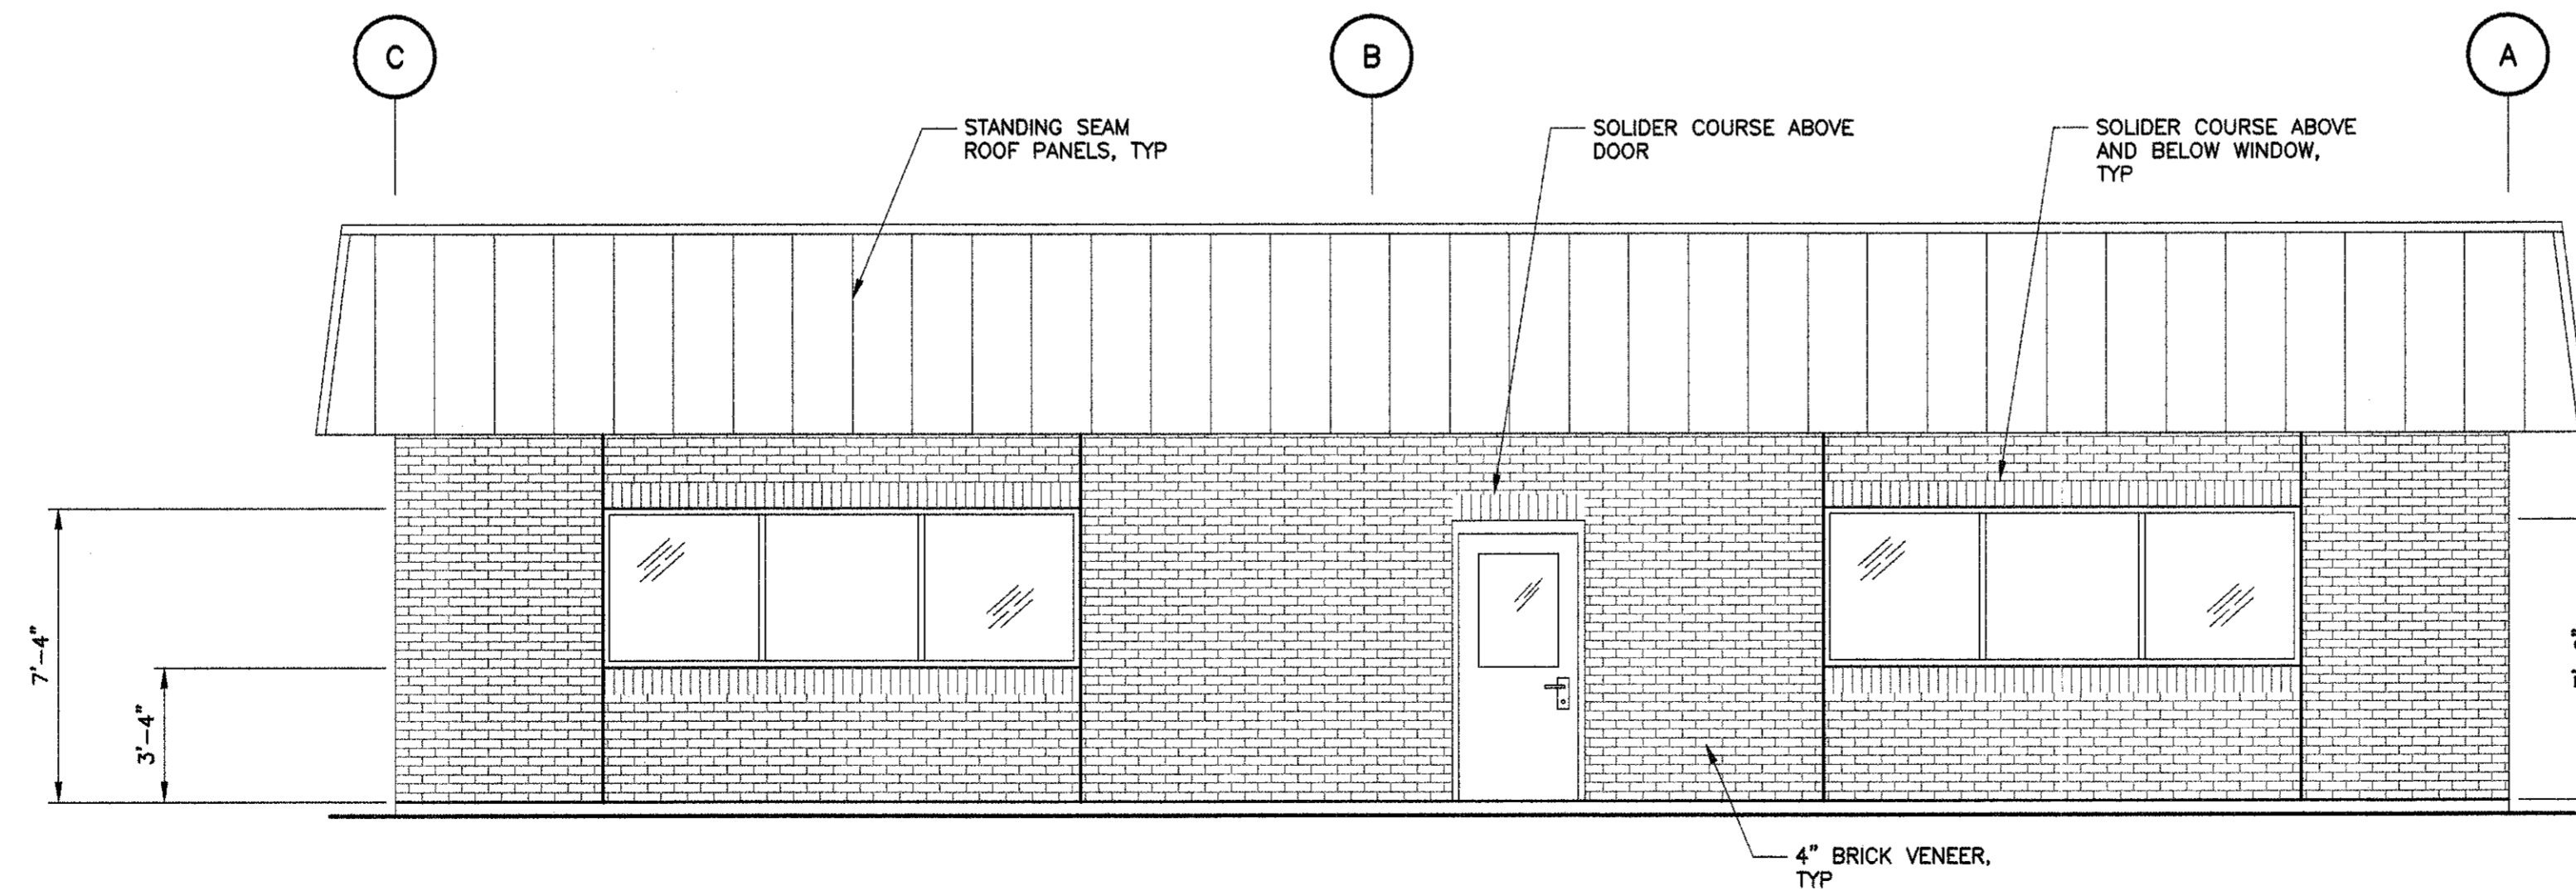 C
B
A
STANDING SEAM
ROOF PANELS, TYP
SOLIDER COURSE ABOVE
DOOR
SOLIDER COURSE ABOVE
AND BELOW WINDOW,
TYP
7'-4"
3'-4"
4" BRICK VENEER,
TYP